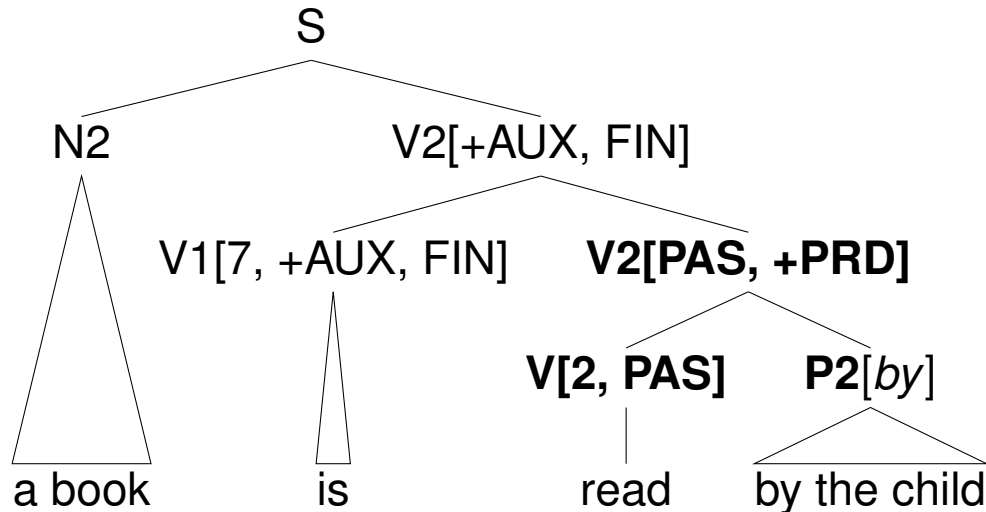 S
N2 V2[+AUX, FIN]
V1[7, +AUX, FIN] V2[PAS, +PRD]
V[2, PAS] P2[by]
a book is read by the child